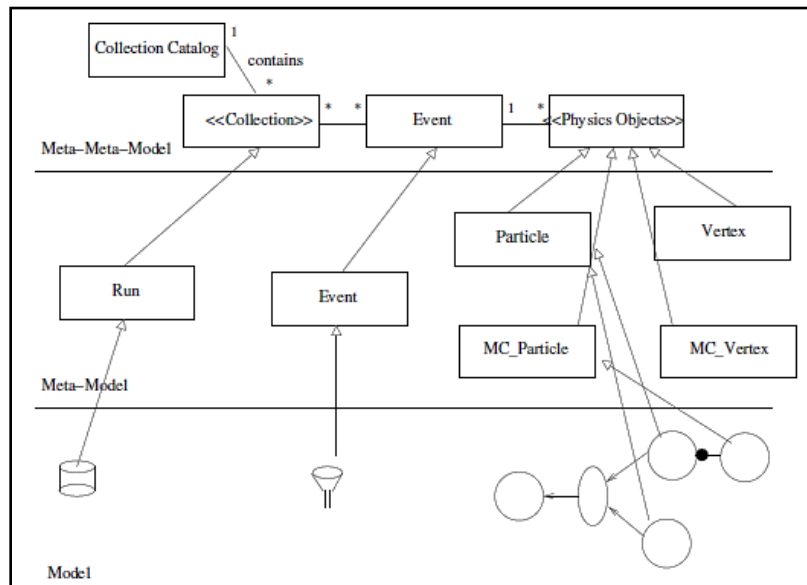 Collection Catalog
1
contains
*
<<Collection>>
*
*
Event
1
*
<<Physics Objects>>
Meta-Meta-Model
Particle
Vertex
Run
Event
MC_Particle
MC_Vertex
Meta-Model
Model